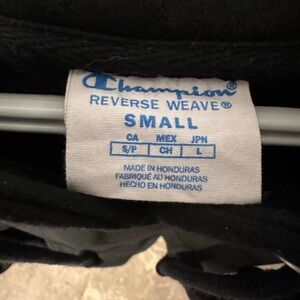 Champion®
REVERSE WEAVE®
SMALL
CA MEX JPN
S/P CH L
MADE IN HONDURAS
FABRIQUÉ AU HONDURAS
HECHO EN HONDURAS